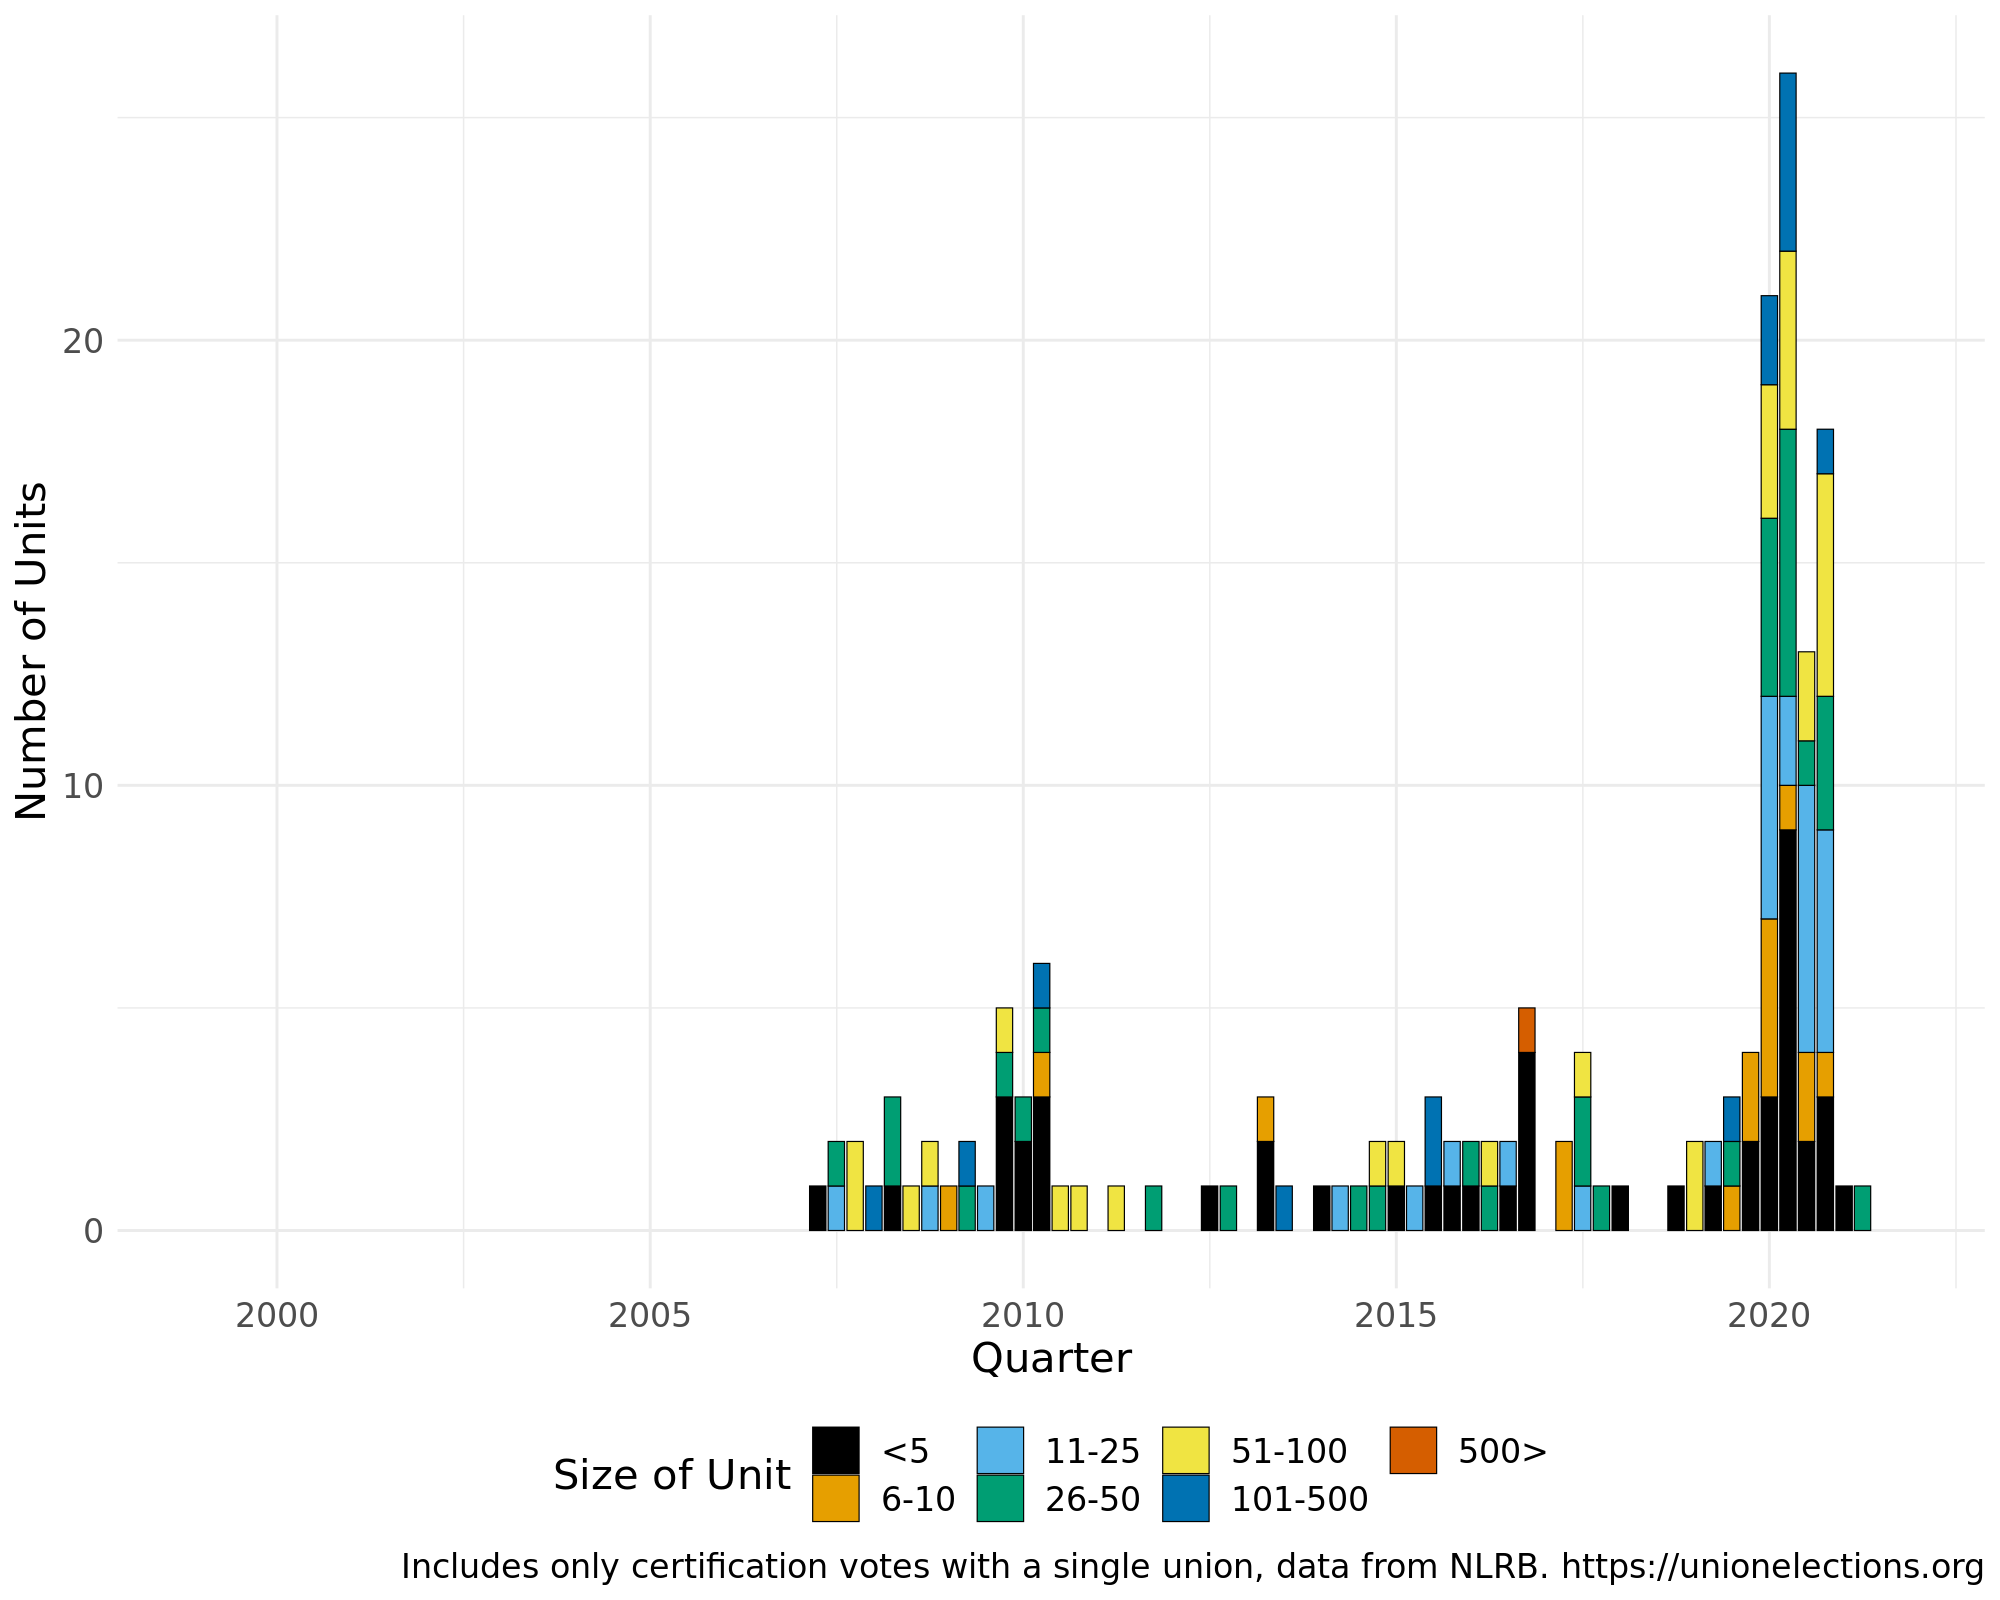 20
10
0
Number of Units
2000 2005 2010 2015 2020
Quarter
Size of Unit
<5 11-25 51-100 500>
6-10 26-50 101-500
Includes only certification votes with a single union, data from NLRB. https://unionelections.org